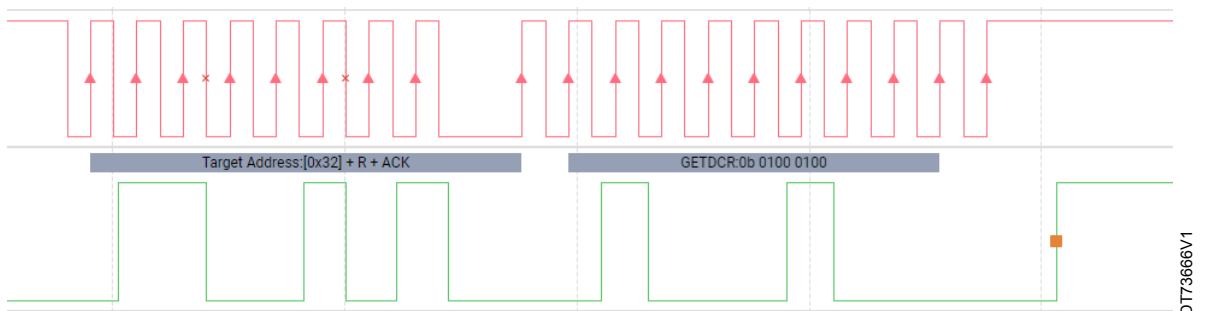 Target Address:[0x32] + R + ACK
GETDCR:0b 0100 0100
DT73666V1